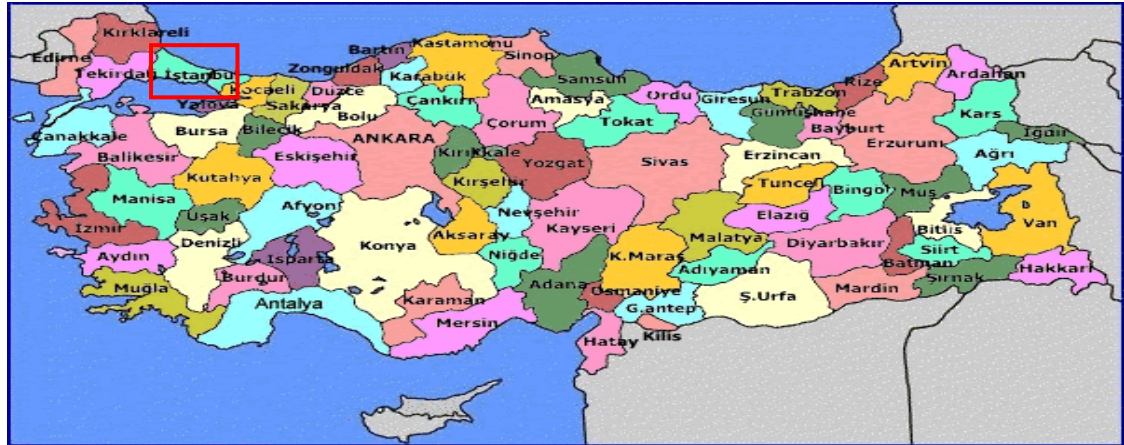 Kırklareli
Edirne
Tekirdağ
İstanbul
Kocaeli
Yalova
Sakarya
Düzce
Zonguldak
Bartın
Karabük
Kastamonu
Sinop
Samsun
Ordu
Giresun
Trabzon
Rize
Artvin
Ardahan
Çanakkale
Bursa
Bilecik
Bolu
Çankırı
Çorum
Amasya
Tokat
Gümüşhane
Bayburt
Erzurum
Kars
Iğdır
Balikesir
Kutahya
Eskişehir
ANKARA
Kırıkkale
Yozgat
Sivas
Erzincan
Ağrı
Manisa
Uşak
Afyon
Kırşehir
Nevşehir
Kayseri
Malatya
Elazığ
Tuncel
Bingöl
Muş
Bitlis
Van
İzmir
Aydın
Denizli
Isparta
Konya
Aksaray
Niğde
K.Maraş
Adıyaman
Diyarbakır
Batman
Siirt
Şırnak
Hakkari
Muğla
Burdur
Antalya
Karaman
Mersin
Adana
Osmaniye
G.antep
Ş.Urfa
Mardin
Hatay
Kilis